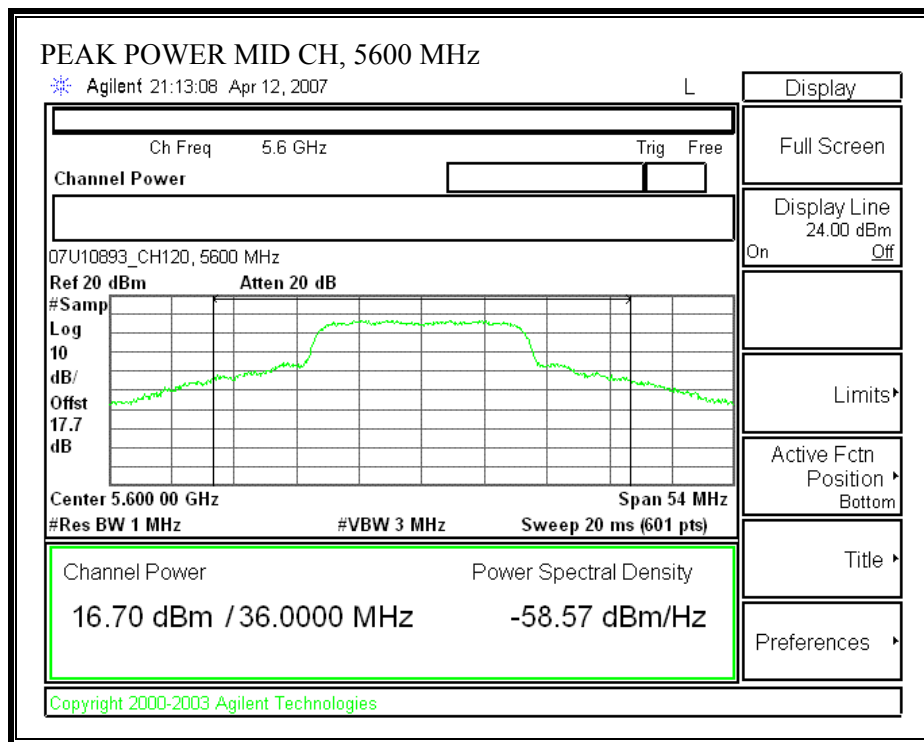 PEAK POWER MID CH, 5600 MHz
Agilent 21:13:08 Apr 12, 2007 L
Display
Ch Freq 5.6 GHz Trig Free
Full Screen
Channel Power
Display Line
24.00 dBm
On Off
07U10893_CH120, 5600 MHz
Ref 20 dBm Atten 20 dB
#Samp
Log
10
dB/
Offst
17.7
dB
Limits
Active Fctn
Position
Bottom
Center 5.600 00 GHz Span 54 MHz
#Res BW 1 MHz #VBW 3 MHz Sweep 20 ms (601 pts)
Channel Power Power Spectral Density
16.70 dBm / 36.0000 MHz -58.57 dBm/Hz
Title
Preferences
Copyright 2000-2003 Agilent Technologies